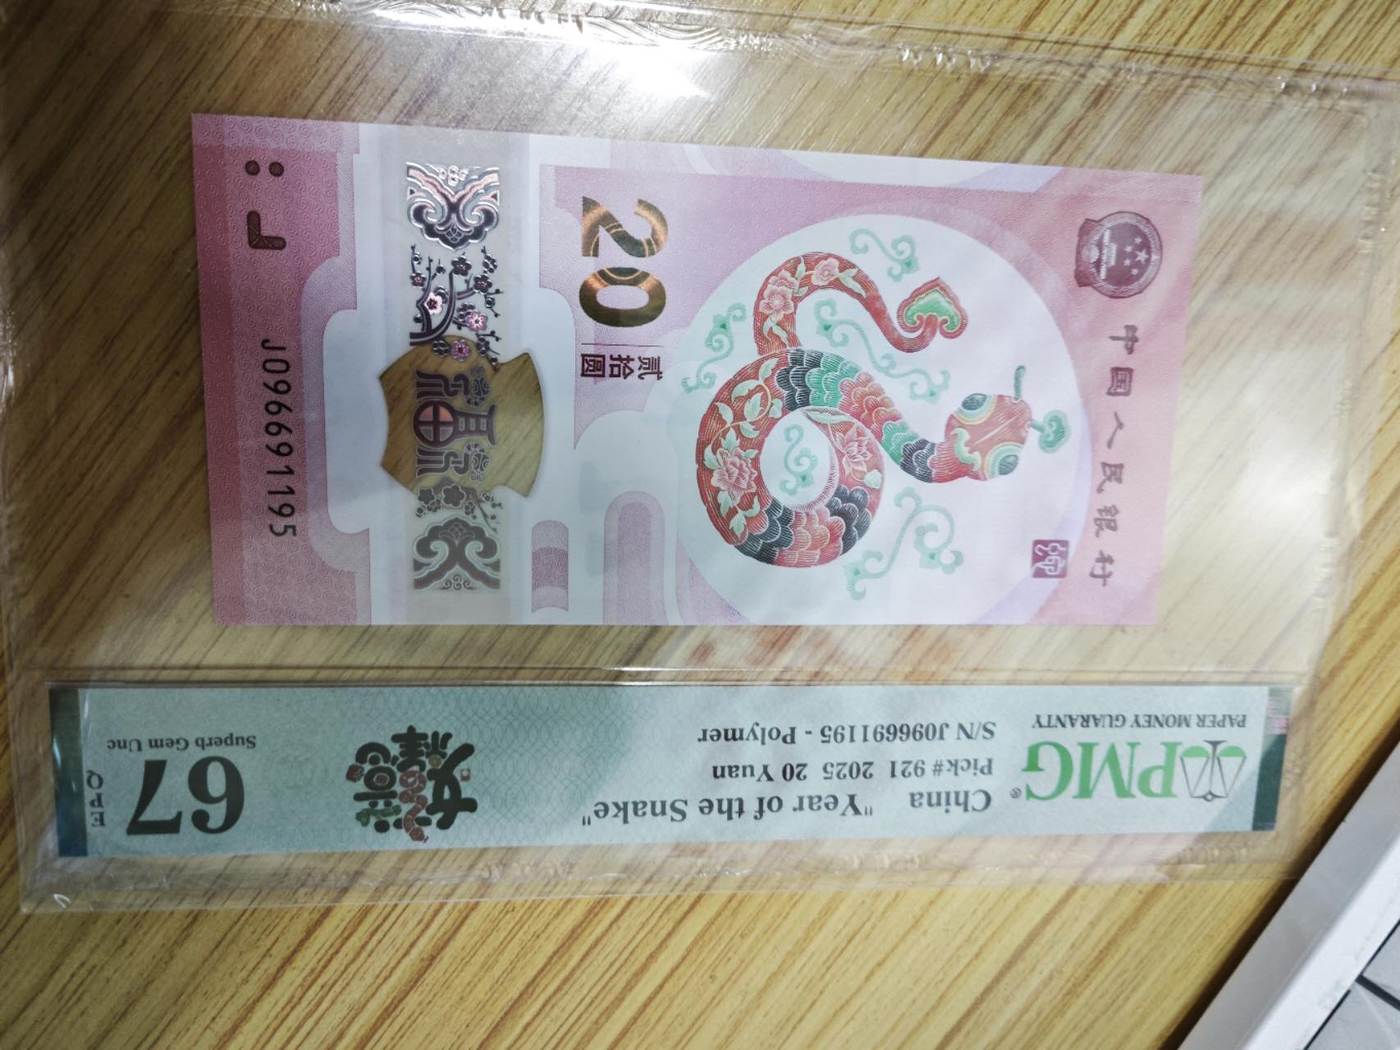 中国人民银行
20
贰拾圆
福
J096691195
PMG®
PAPER MONEY GUARANTY
China "Year of the Snake"
Pick# 921 2025 20 Yuan
S/N J096691195 - Polymer
67
Superb Gem Unc
EPQ